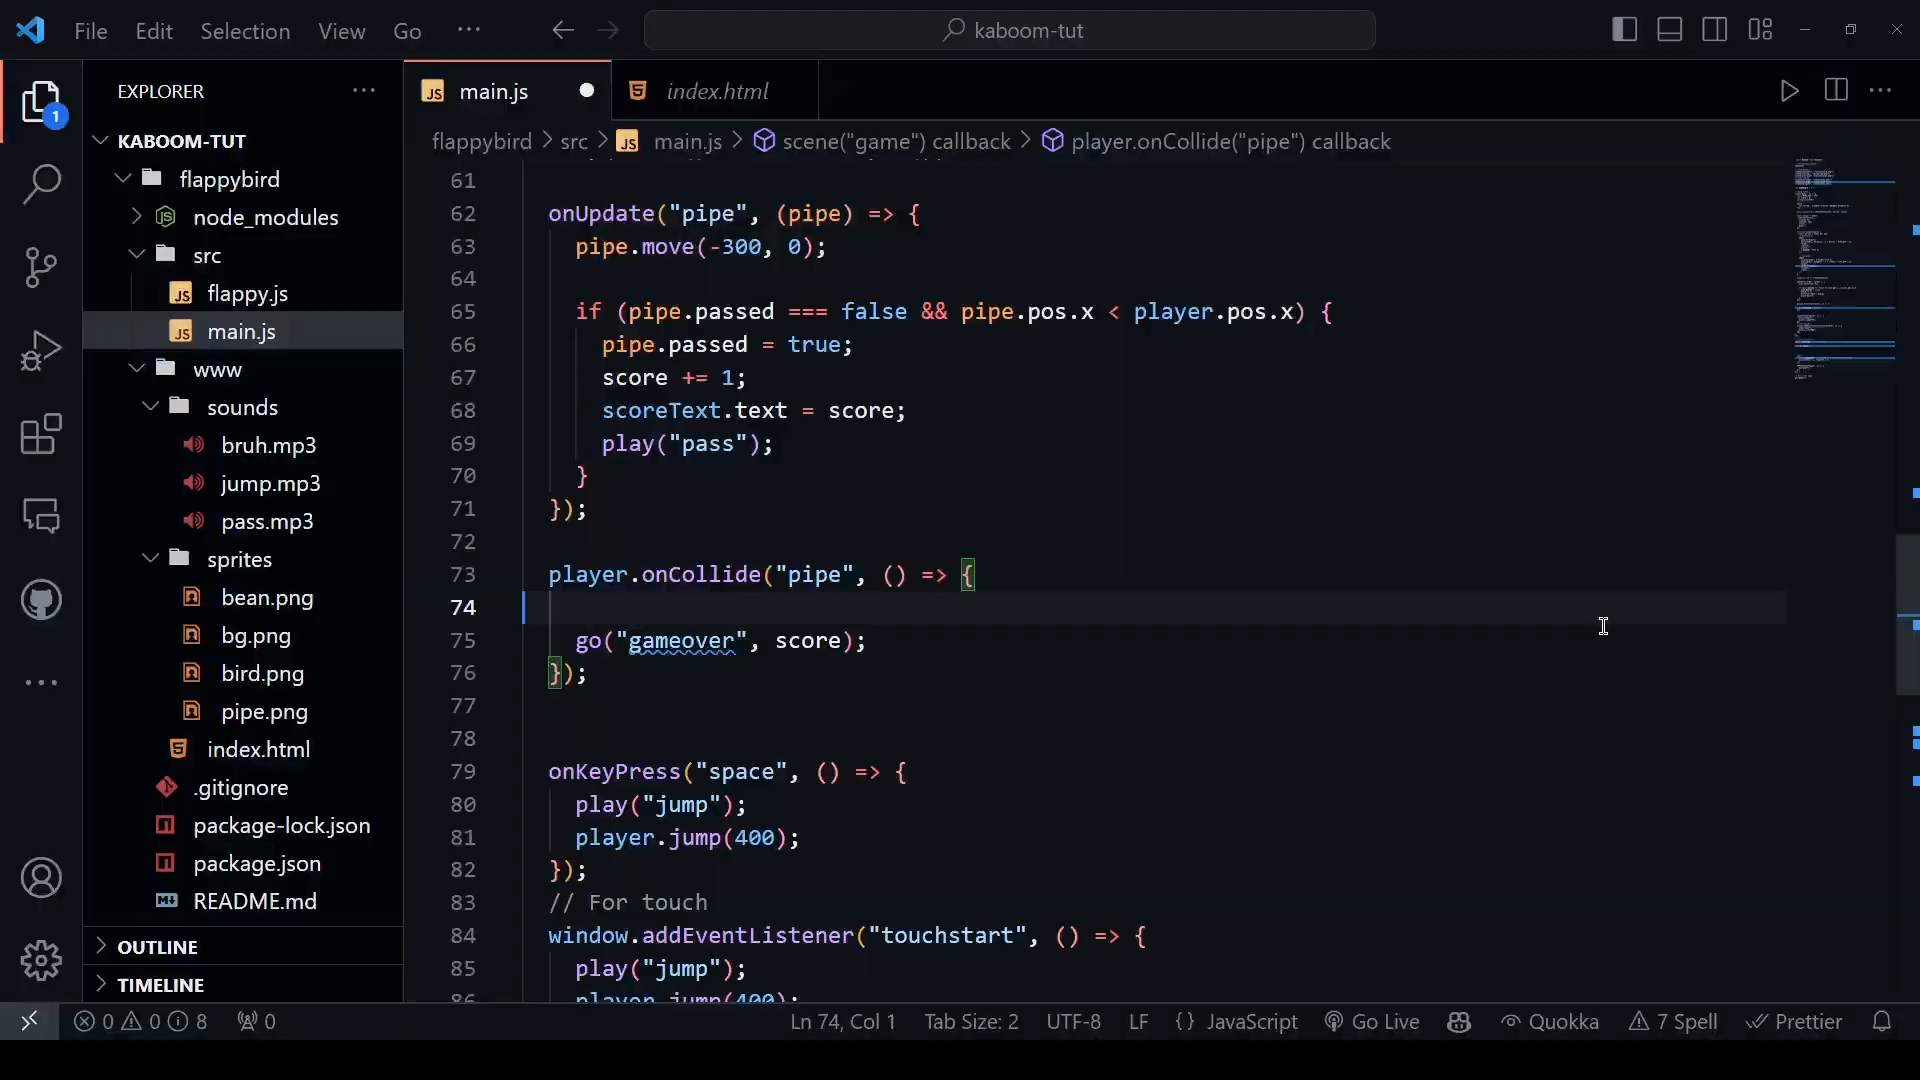 File Edit Selection View Go ··· kaboom-tut
EXPLORER ···
main.js
index.html
KABOOM-TUT
flappybird
node_modules
src
flappy.js
main.js
www
sounds
bruh.mp3
jump.mp3
pass.mp3
sprites
bean.png
bg.png
bird.png
pipe.png
index.html
.gitignore
package-lock.json
package.json
README.md
OUTLINE
TIMELINE
flappybird > src > JS main.js > scene("game") callback > player.onCollide("pipe") callback
61
62 onUpdate("pipe", (pipe) => {
63 pipe.move(-300, 0);
64
65 if (pipe.passed === false && pipe.pos.x < player.pos.x) {
66 pipe.passed = true;
67 score += 1;
68 scoreText.text = score;
69 play("pass");
70 }
71 });
72
73 player.onCollide("pipe", () => {
74
75 go("gameover", score);
76 });
77
78
79 onKeyPress("space", () => {
80 play("jump");
81 player.jump(400);
82 });
83 // For touch
84 window.addEventListener("touchstart", () => {
85 play("jump");
86 player.jump(400);
0 0 8 0 Ln 74, Col 1 Tab Size: 2 UTF-8 LF {} JavaScript Go Live Quokka 7 Spell Prettier